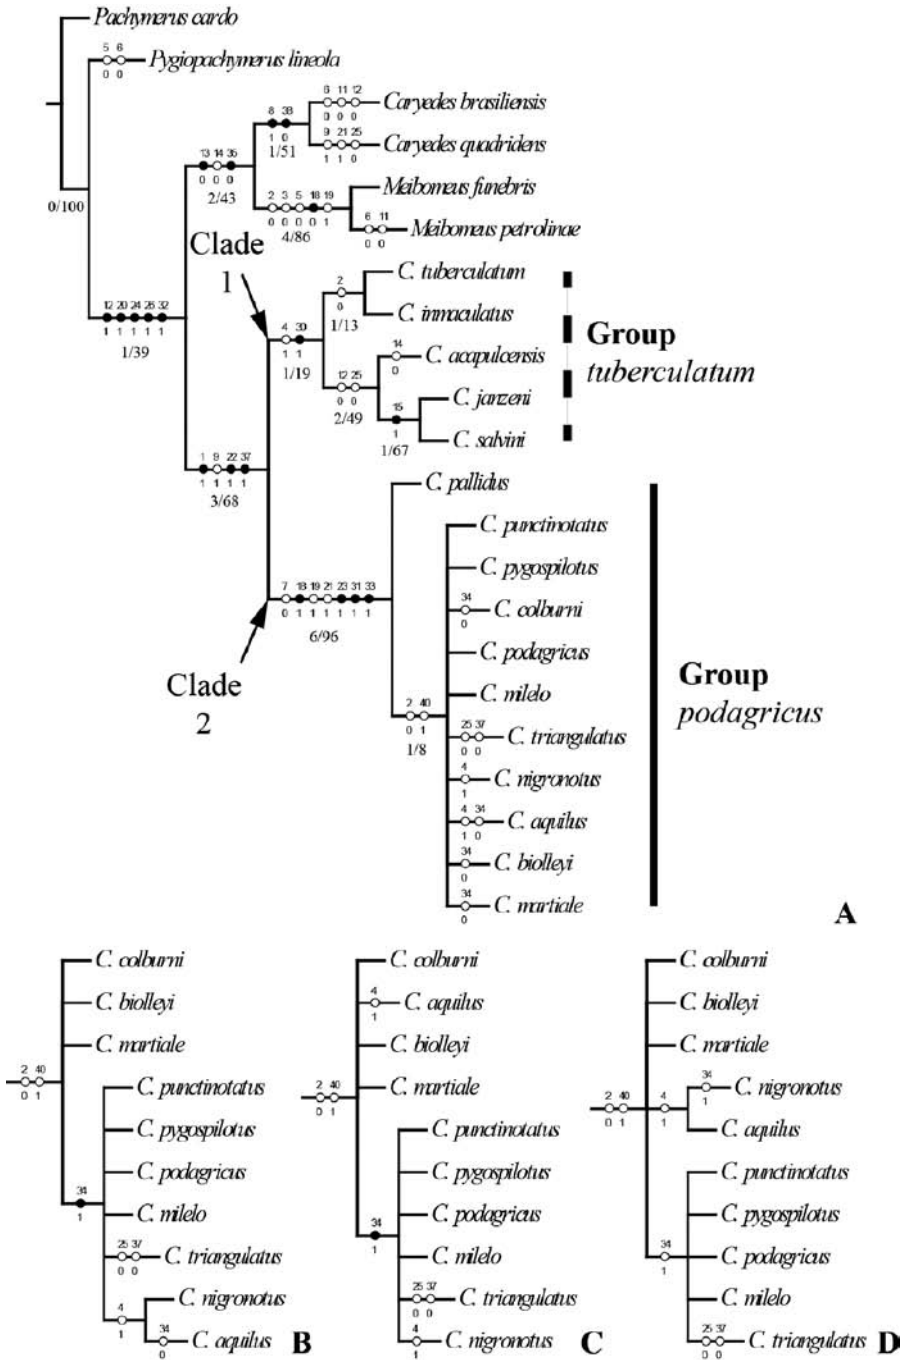 Pachymerus cardo
5 6
Pygiopachymerus lineola
0 0
6 11 12
Caryedes brasiliensis
0 0 0
8 38
1 0
1/51
9 21 25
Caryedes quadridens
1 1 0
13 14 36
0 0 0
2/43
Meibomeus funebris
2 3 5 18 19
0 0 0 0 1
4/86
6 11
Meibomeus petrolinae
0 0
0/100
Clade
1
C. tuberculatum
2
0
1/13
C. inmaculatus
12 20 24 26 32
1 1 1 1 1
1/39
4 39
1 1
1/19
Group
tuberculatum
14
C. acapulcensis
0
12 25
0 0
2/49
C. janzeni
15
1
1/67
C. salvini
1 9 22 37
1 1 1 1
3/68
C. pallidus
C. punctinotatus
C. pygospilotus
7 18 19 21 23 31 33
0 1 1 1 1 1 1
6/96
34
C. colburni
0
C. podagricus
Clade
2
C. milelo
Group
podagricus
2 40
0 1
1/8
25 37
C. triangulatus
0 0
4
C. nigronotus
1
4 34
C. aquilus
1 0
34
C. biolleyi
0
34
C. martiale
0
A
C. colburni
C. biolleyi
C. martiale
2 40
0 1
C. punctinotatus
C. pygospilotus
C. podagricus
34
1
C. milelo
25 37
C. triangulatus
0 0
C. nigronotus
4
1
34
C. aquilus
0
B
C. colburni
4
C. aquilus
1
C. biolleyi
2 40
0 1
C. martiale
C. punctinotatus
C. pygospilotus
C. podagricus
34
1
C. milelo
25 37
C. triangulatus
0 0
4
C. nigronotus
1
C
C. colburni
C. biolleyi
C. martiale
34
C. nigronotus
1
2 40
0 1
4
1
C. aquilus
C. punctinotatus
C. pygospilotus
34
1
C. podagricus
C. milelo
25 37
C. triangulatus
0 0
D